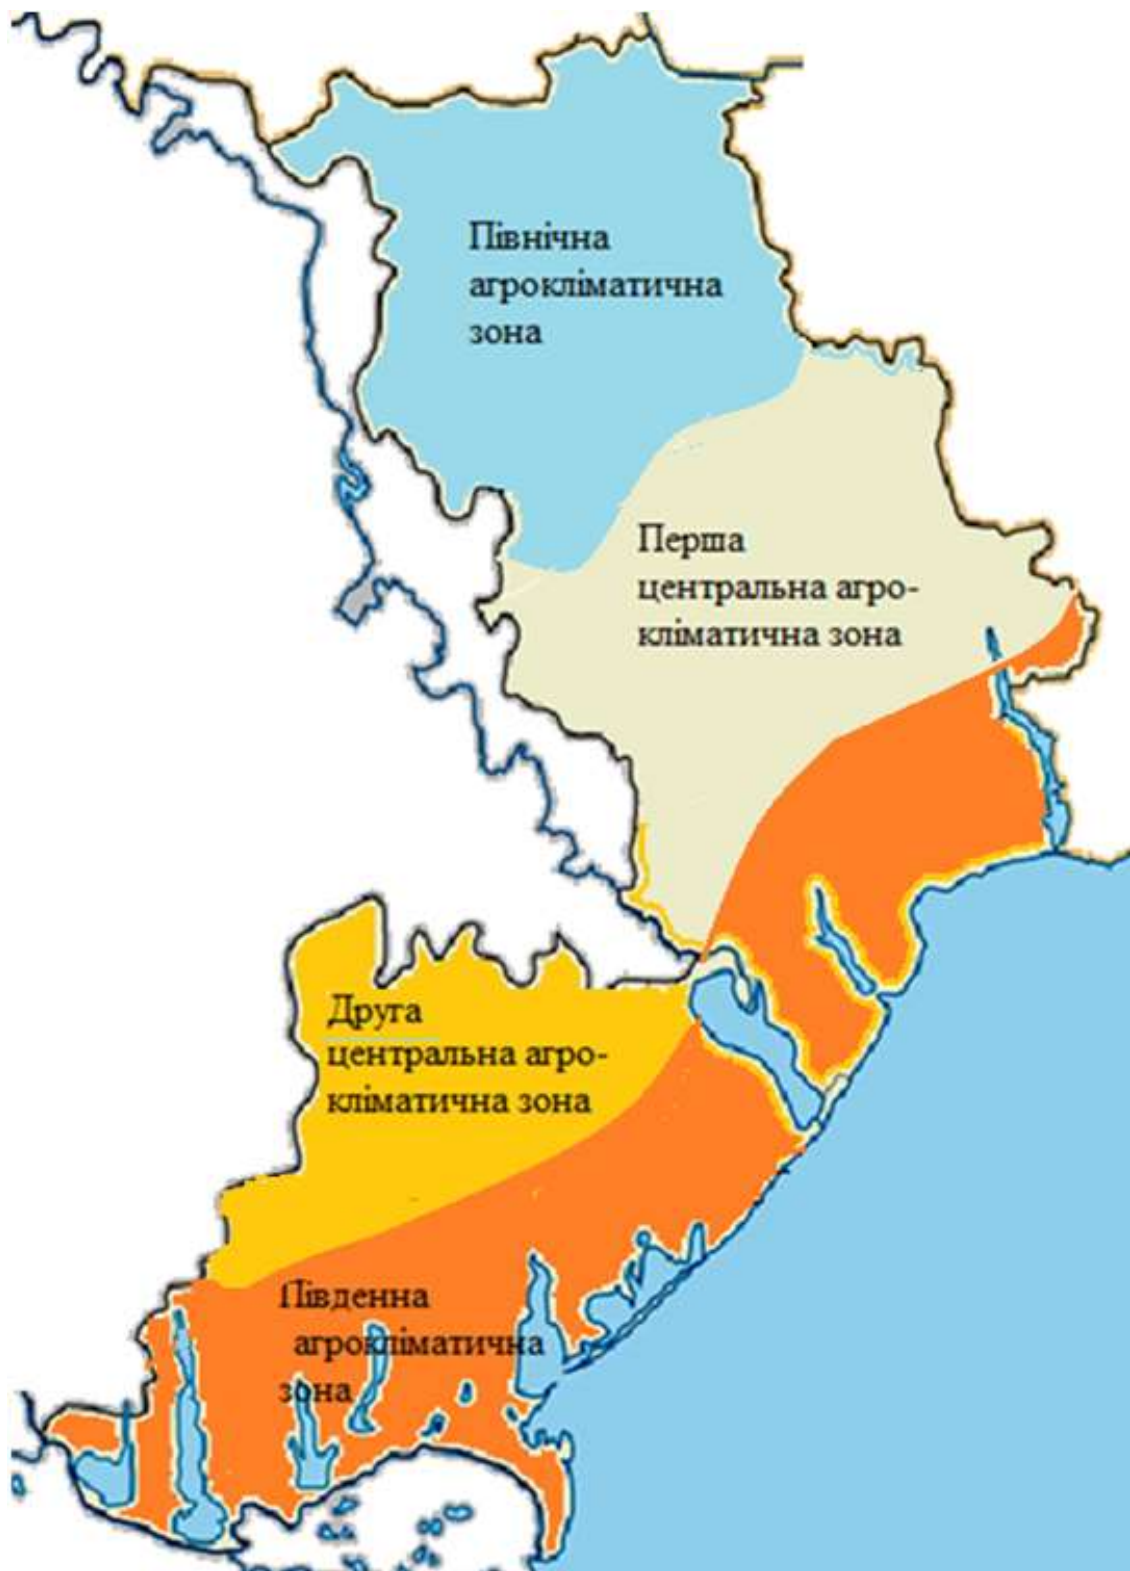 Північна
агрокліматична
зона
Перша
центральна агро-
кліматична зона
Друга
центральна агро-
кліматична зона
Південна
агрокліматична
зона